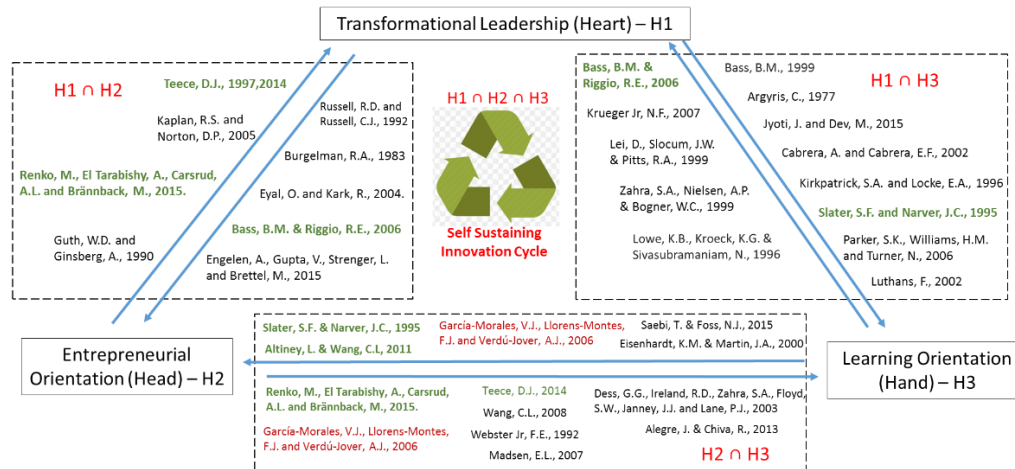 Transformational Leadership (Heart) – H1
H1 ∩ H2
Teece, D.J., 1997,2014
Kaplan, R.S. and
Norton, D.P., 2005
Russell, R.D. and
Russell, C.J., 1992
Burgelman, R.A., 1983
Renko, M., El Tarabishy, A., Carsrud,
A.L. and Brännback, M., 2015.
Eyal, O. and Kark, R., 2004.
Bass, B.M. & Riggio, R.E., 2006
Guth, W.D. and
Ginsberg, A., 1990
Engelen, A., Gupta, V., Strenger, L.
and Brettel, M., 2015
H1 ∩ H2 ∩ H3
Self Sustaining
Innovation Cycle
Bass, B.M. &
Riggio, R.E., 2006
Krueger Jr, N.F., 2007
Lei, D., Slocum, J.W.
& Pitts, R.A., 1999
Zahra, S.A., Nielsen, A.P.
& Bogner, W.C., 1999
Lowe, K.B., Kroeck, K.G. &
Sivasubramaniam, N., 1996
Bass, B.M., 1999
H1 ∩ H3
Argyris, C., 1977
Jyoti, J. and Dev, M., 2015
Cabrera, A. and Cabrera, E.F., 2002
Kirkpatrick, S.A. and Locke, E.A., 1996
Slater, S.F. and Narver, J.C., 1995
Parker, S.K., Williams, H.M.
and Turner, N., 2006
Luthans, F., 2002
Entrepreneurial
Orientation (Head) – H2
Slater, S.F. & Narver, J.C., 1995
Altiney, L. & Wang, C.L, 2011
García-Morales, V.J., Llorens-Montes,
F.J. and Verdú-Jover, A.J., 2006
Saebi, T. & Foss, N.J., 2015
Eisenhardt, K.M. & Martin, J.A., 2000
Learning Orientation
(Hand) – H3
Renko, M., El Tarabishy, A., Carsrud,
A.L. and Brännback, M., 2015.
García-Morales, V.J., Llorens-Montes,
F.J. and Verdú-Jover, A.J., 2006
Teece, D.J., 2014
Wang, C.L., 2008
Webster Jr, F.E., 1992
Madsen, E.L., 2007
Dess, G.G., Ireland, R.D., Zahra, S.A., Floyd,
S.W., Janney, J.J. and Lane, P.J., 2003
Alegre, J. & Chiva, R., 2013
H2 ∩ H3